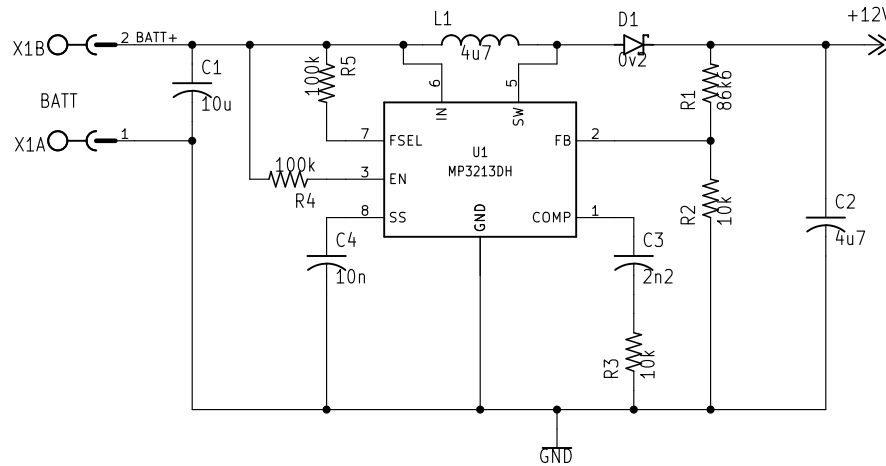 L1
D1
+12V
X1B
2 BATT+
4u7
0v2
C1
10u
100k
R5
6
IN
5
SW
R1
86k6
BATT
X1A
1
7
FSEL
U1
MP3213DH
FB
2
100k
R4
3
EN
8
SS
GND
COMP
1
R2
10k
C2
4u7
C4
10n
C3
2n2
R3
10k
GND